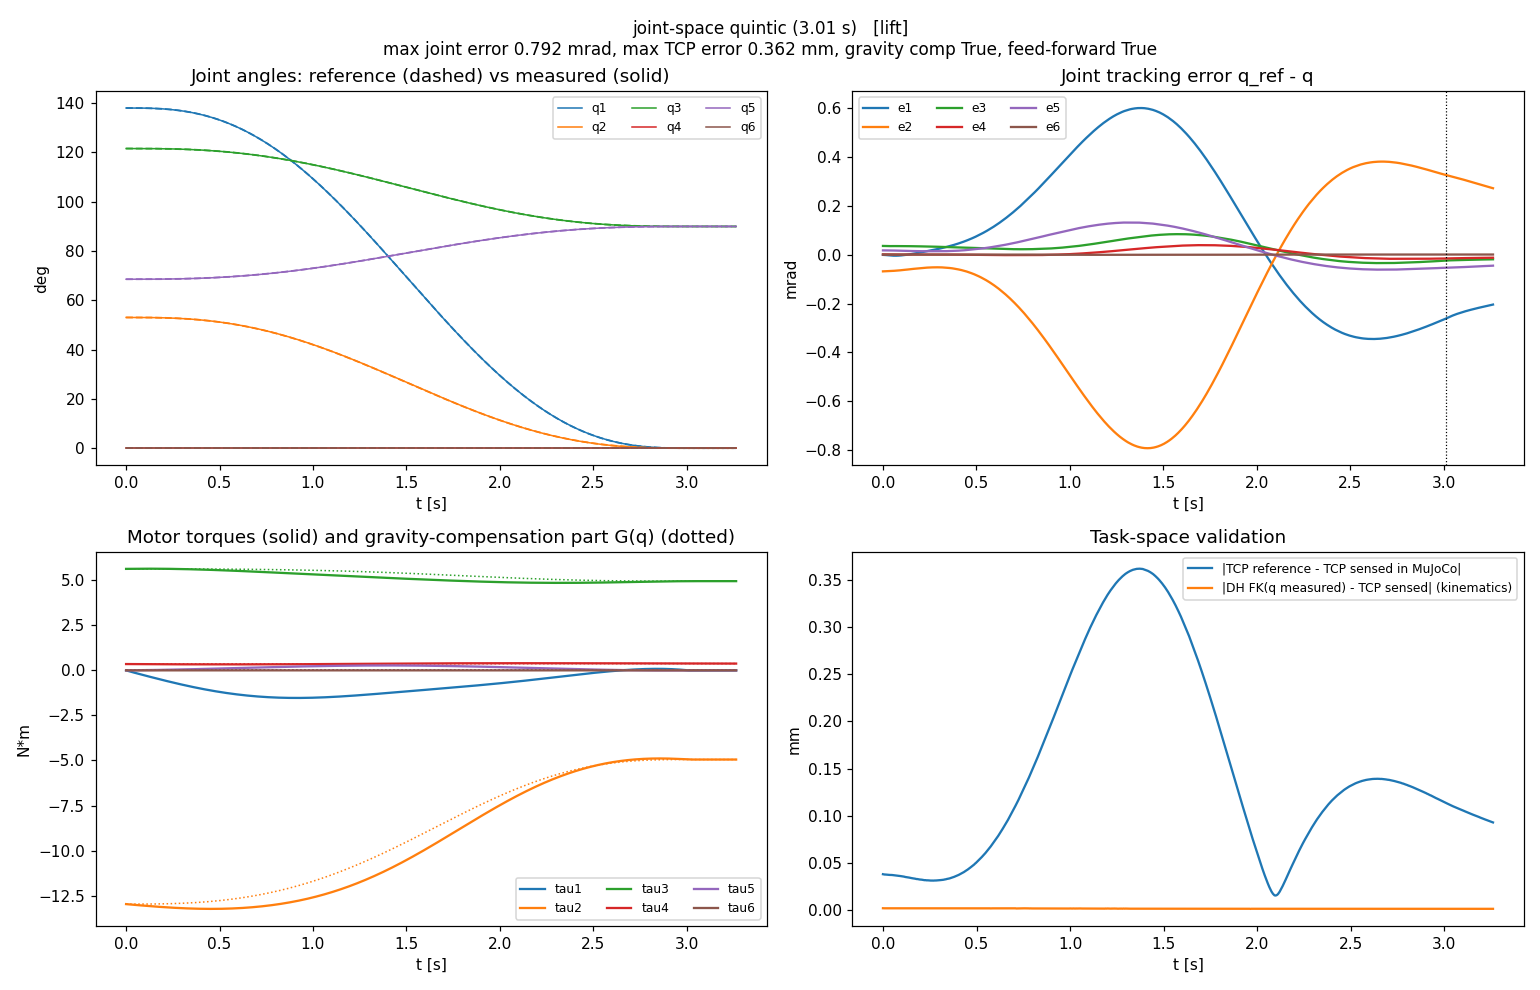 joint-space quintic (3.01 s)   [lift]
max joint error 0.792 mrad, max TCP error 0.362 mm, gravity comp True, feed-forward True
Joint angles: reference (dashed) vs measured (solid)
q1 q3 q5
q2 q4 q6
140
120
100
80
60
40
20
0
deg
0.0 0.5 1.0 1.5 2.0 2.5 3.0
t [s]
Joint tracking error q_ref - q
e1 e3 e5
e2 e4 e6
0.6
0.4
0.2
0.0
−0.2
−0.4
−0.6
−0.8
mrad
0.0 0.5 1.0 1.5 2.0 2.5 3.0
t [s]
Motor torques (solid) and gravity-compensation part G(q) (dotted)
5.0
2.5
0.0
−2.5
−5.0
−7.5
−10.0
−12.5
N*m
tau1 tau3 tau5
tau2 tau4 tau6
0.0 0.5 1.0 1.5 2.0 2.5 3.0
t [s]
Task-space validation
|TCP reference - TCP sensed in MuJoCo|
|DH FK(q measured) - TCP sensed| (kinematics)
0.35
0.30
0.25
0.20
0.15
0.10
0.05
0.00
mm
0.0 0.5 1.0 1.5 2.0 2.5 3.0
t [s]